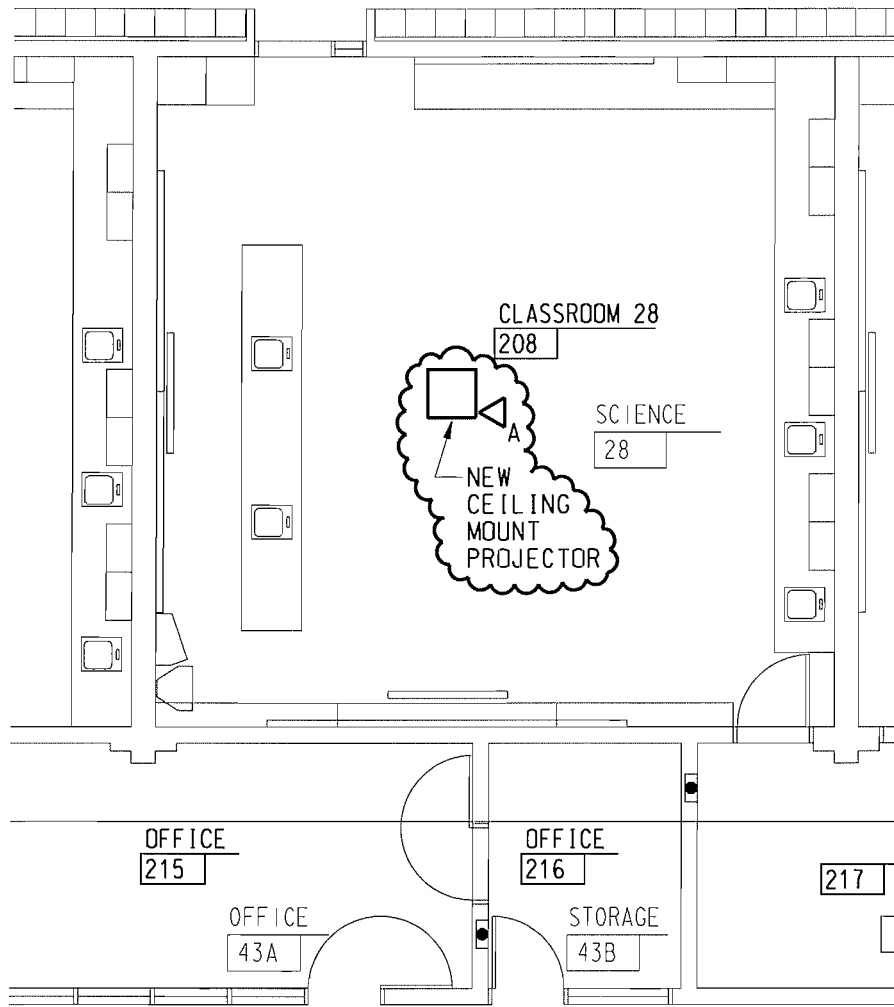 CLASSROOM 28
208
A
SCIENCE
28
NEW
CEILING
MOUNT
PROJECTOR
OFFICE
215
OFFICE
216
217
OFFICE
43A
STORAGE
43B